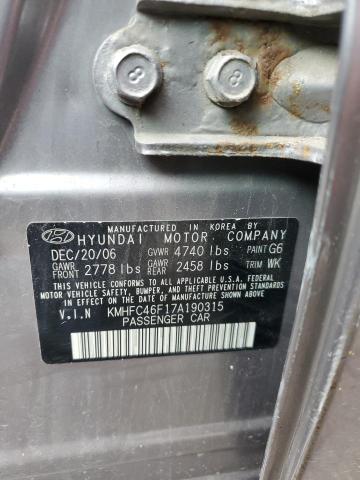 8
8
MANUFACTURED IN KOREA BY
HYUNDAI MOTOR COMPANY
DEC/20/06 GVWR 4740 lbs PAINT G6
GAWR FRONT 2778 lbs GAWR REAR 2458 lbs TRIM WK
THIS VEHICLE CONFORMS TO ALL APPLICABLE U.S.A. FEDERAL
MOTOR VEHICLE SAFETY, BUMPER, AND THEFT PREVENTION STANDARDS
IN EFFECT ON THE DATE OF MANUFACTURE SHOWN ABOVE.
V.I.N KMHFC46F17A190315
PASSENGER CAR